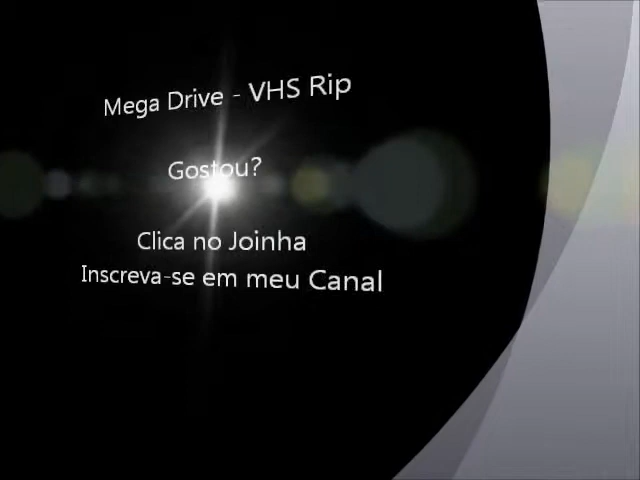 Mega Drive - VHS Rip
Gostou?
Clica no Joinha
Inscreva-se em meu Canal